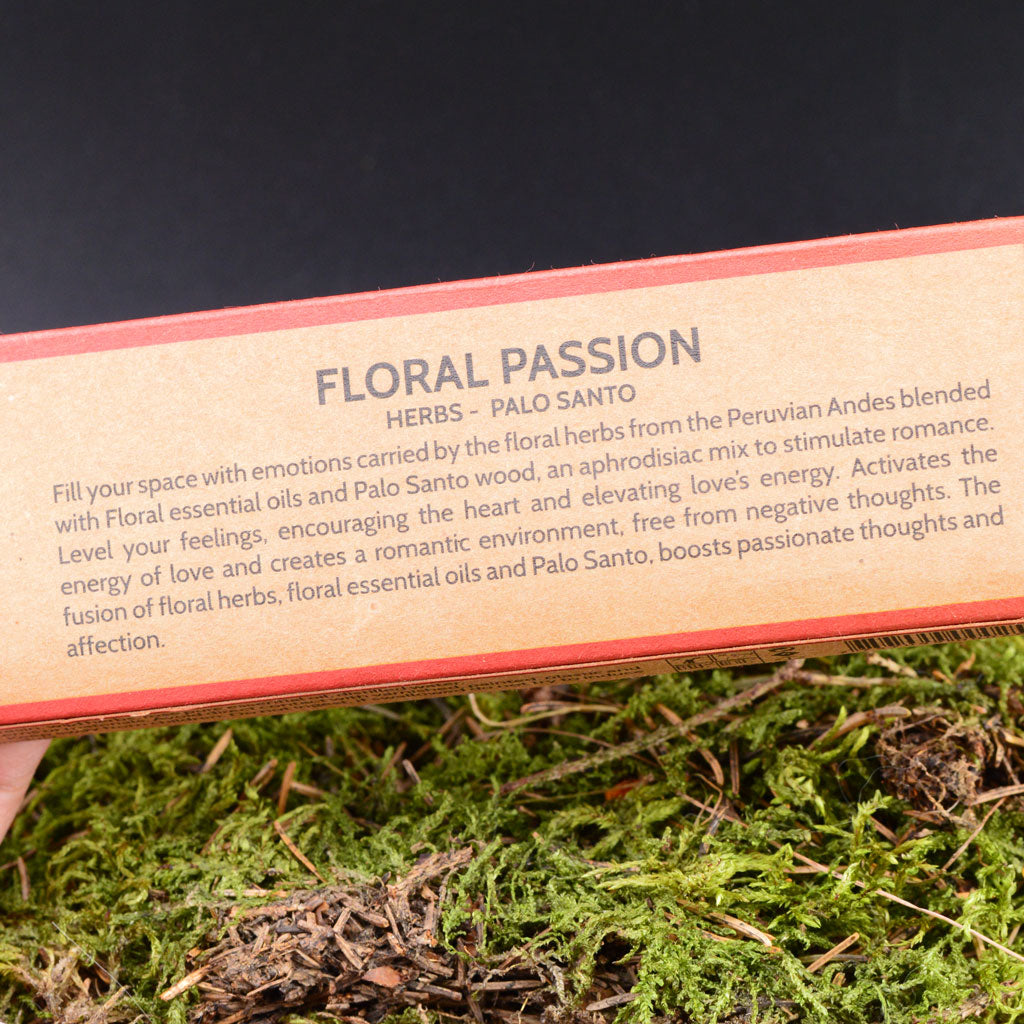 FLORAL PASSION
HERBS - PALO SANTO
Fill your space with emotions carried by the floral herbs from the Peruvian Andes blended
with Floral essential oils and Palo Santo wood, an aphrodisiac mix to stimulate romance.
Level your feelings, encouraging the heart and elevating love's energy. Activates the
energy of love and creates a romantic environment, free from negative thoughts. The
fusion of floral herbs, floral essential oils and Palo Santo, boosts passionate thoughts and
affection.